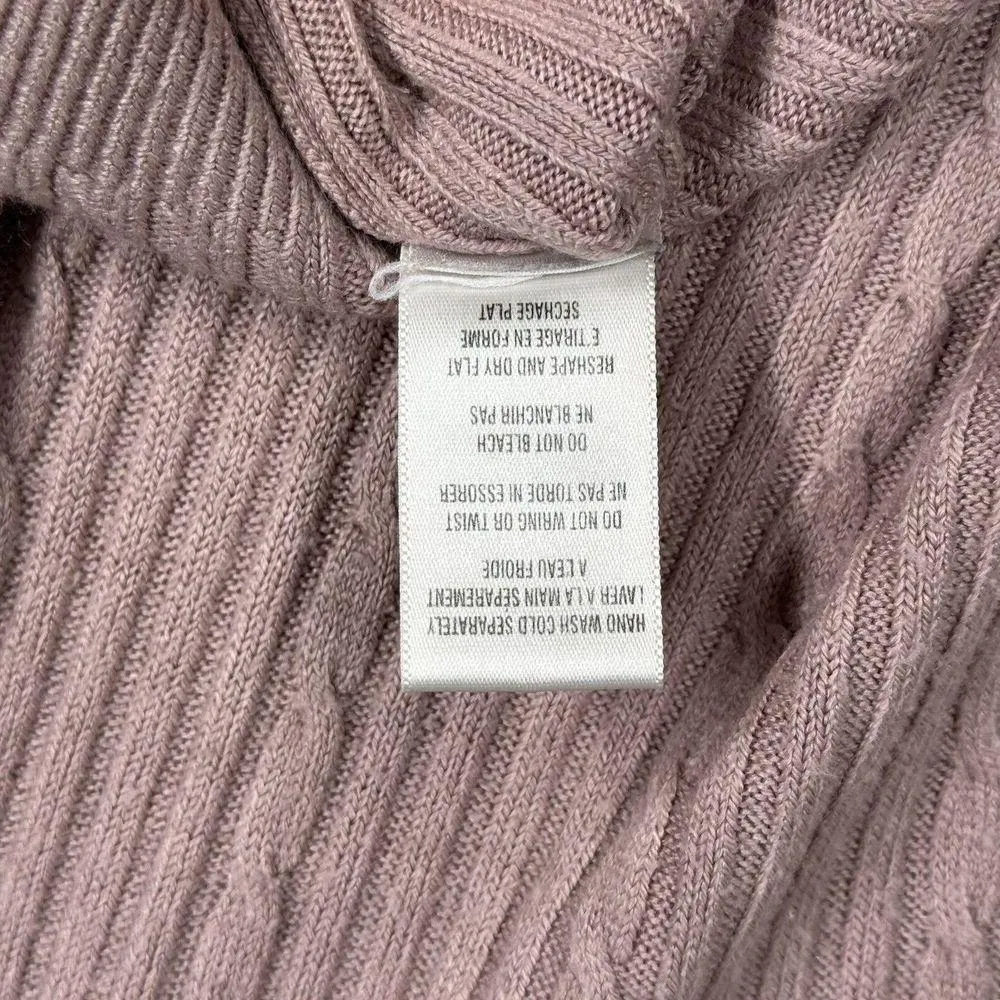 HAND WASH COLD SEPARATELY
LAVER A LA MAIN SEPAREMENT
A LEAU FROIDE
DO NOT WRING OR TWIST
NE PAS TORDE NI ESSORER
DO NOT BLEACH
NE BLANCHIR PAS
RESHAPE AND DRY FLAT
E'TIRAGE EN FORME
SECHAGE PLAT